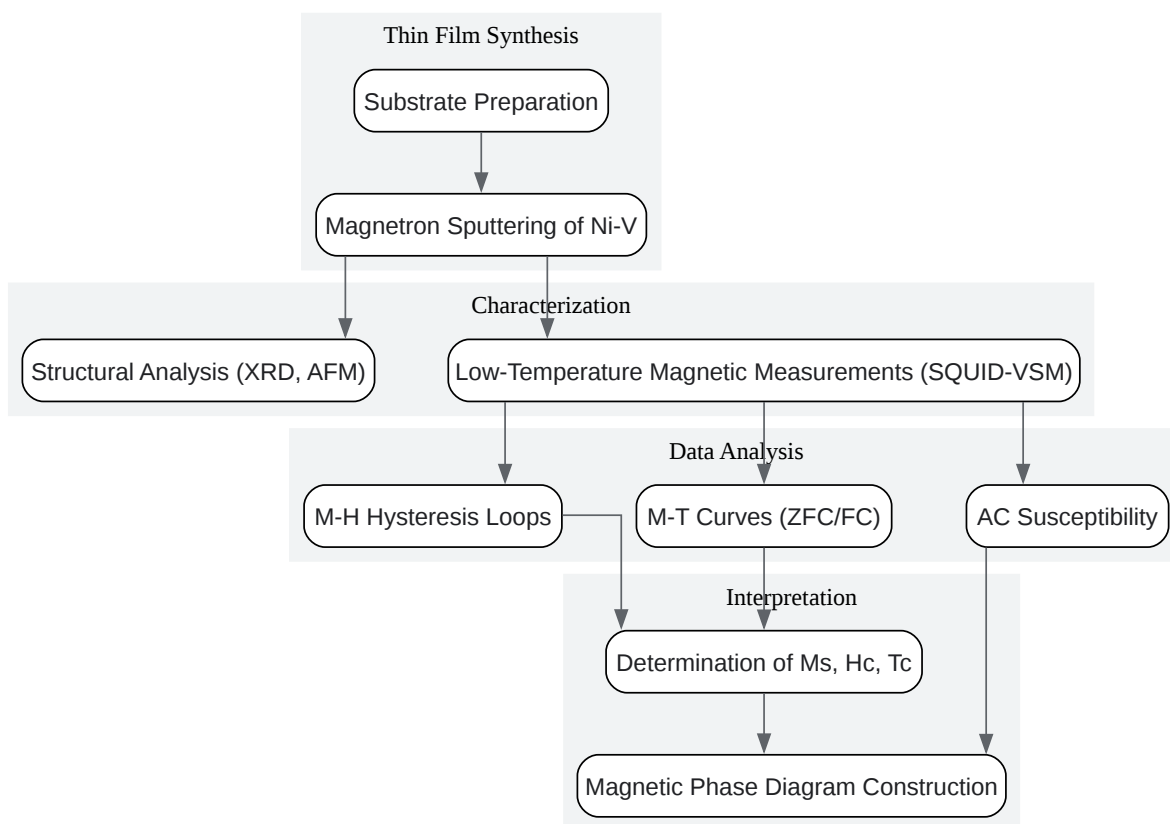 Thin Film Synthesis
Substrate Preparation
Magnetron Sputtering of Ni-V
Characterization
Structural Analysis (XRD, AFM)
Low-Temperature Magnetic Measurements (SQUID-VSM)
Data Analysis
M-H Hysteresis Loops
M-T Curves (ZFC/FC)
AC Susceptibility
Interpretation
Determination of Ms, Hc, Tc
Magnetic Phase Diagram Construction